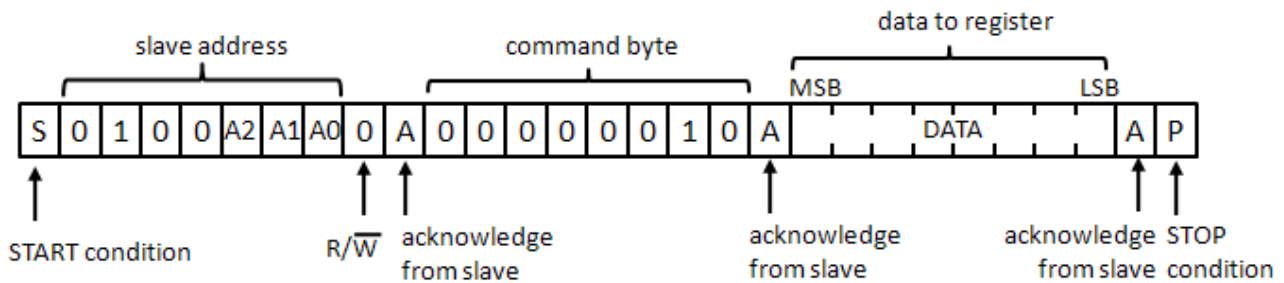 data to register
slave address command byte
MSB LSB
S 0 1 0 0 A2 A1 A0 0 A 0 0 0 0 0 0 1 0 A DATA A P
START condition R/W̅ acknowledge from slave acknowledge from slave acknowledge from slave STOP condition